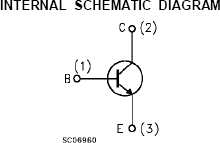 INTERNAL SCHEMATIC DIAGRAM
C (2)
(1)
B
E (3)
SC06960